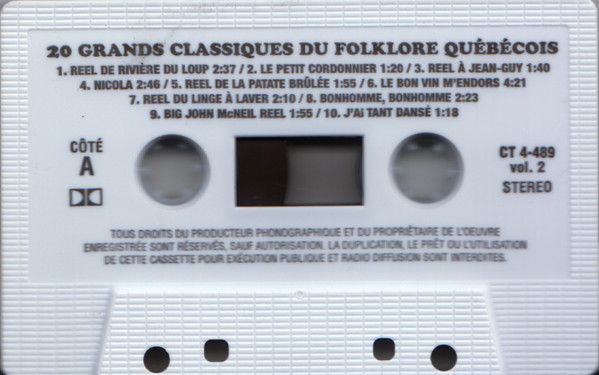 20 GRANDS CLASSIQUES DU FOLKLORE QUÉBÉCOIS
1. REEL DE RIVIÈRE DU LOUP 2:37 / 2. LE PETIT CORDONNIER 1:20 / 3. REEL À JEAN-GUY 1:40
4. NICOLA 2:46 / 5. REEL DE LA PATATE BRÛLÉE 1:55 / 6. LE BON VIN M'ENDORS 4:21
7. REEL DU LINGE À LAVER 2:10 / 8. BONHOMME, BONHOMME 2:23
9. BIG JOHN McNEIL REEL 1:55 / 10. J'AI TANT DANSÉ 1:18
CÔTÉ
A
CT 4-489
vol. 2
STEREO
TOUS DROITS DU PRODUCTEUR PHONOGRAPHIQUE ET DU PROPRIÉTAIRE DE L'OEUVRE
ENREGISTRÉE SONT RÉSERVÉS, SAUF AUTORISATION. LA DUPLICATION, LE PRÊT OU L'UTILISATION
DE CETTE CASSETTE POUR EXÉCUTION PUBLIQUE ET RADIO DIFFUSION SONT INTERDITES.